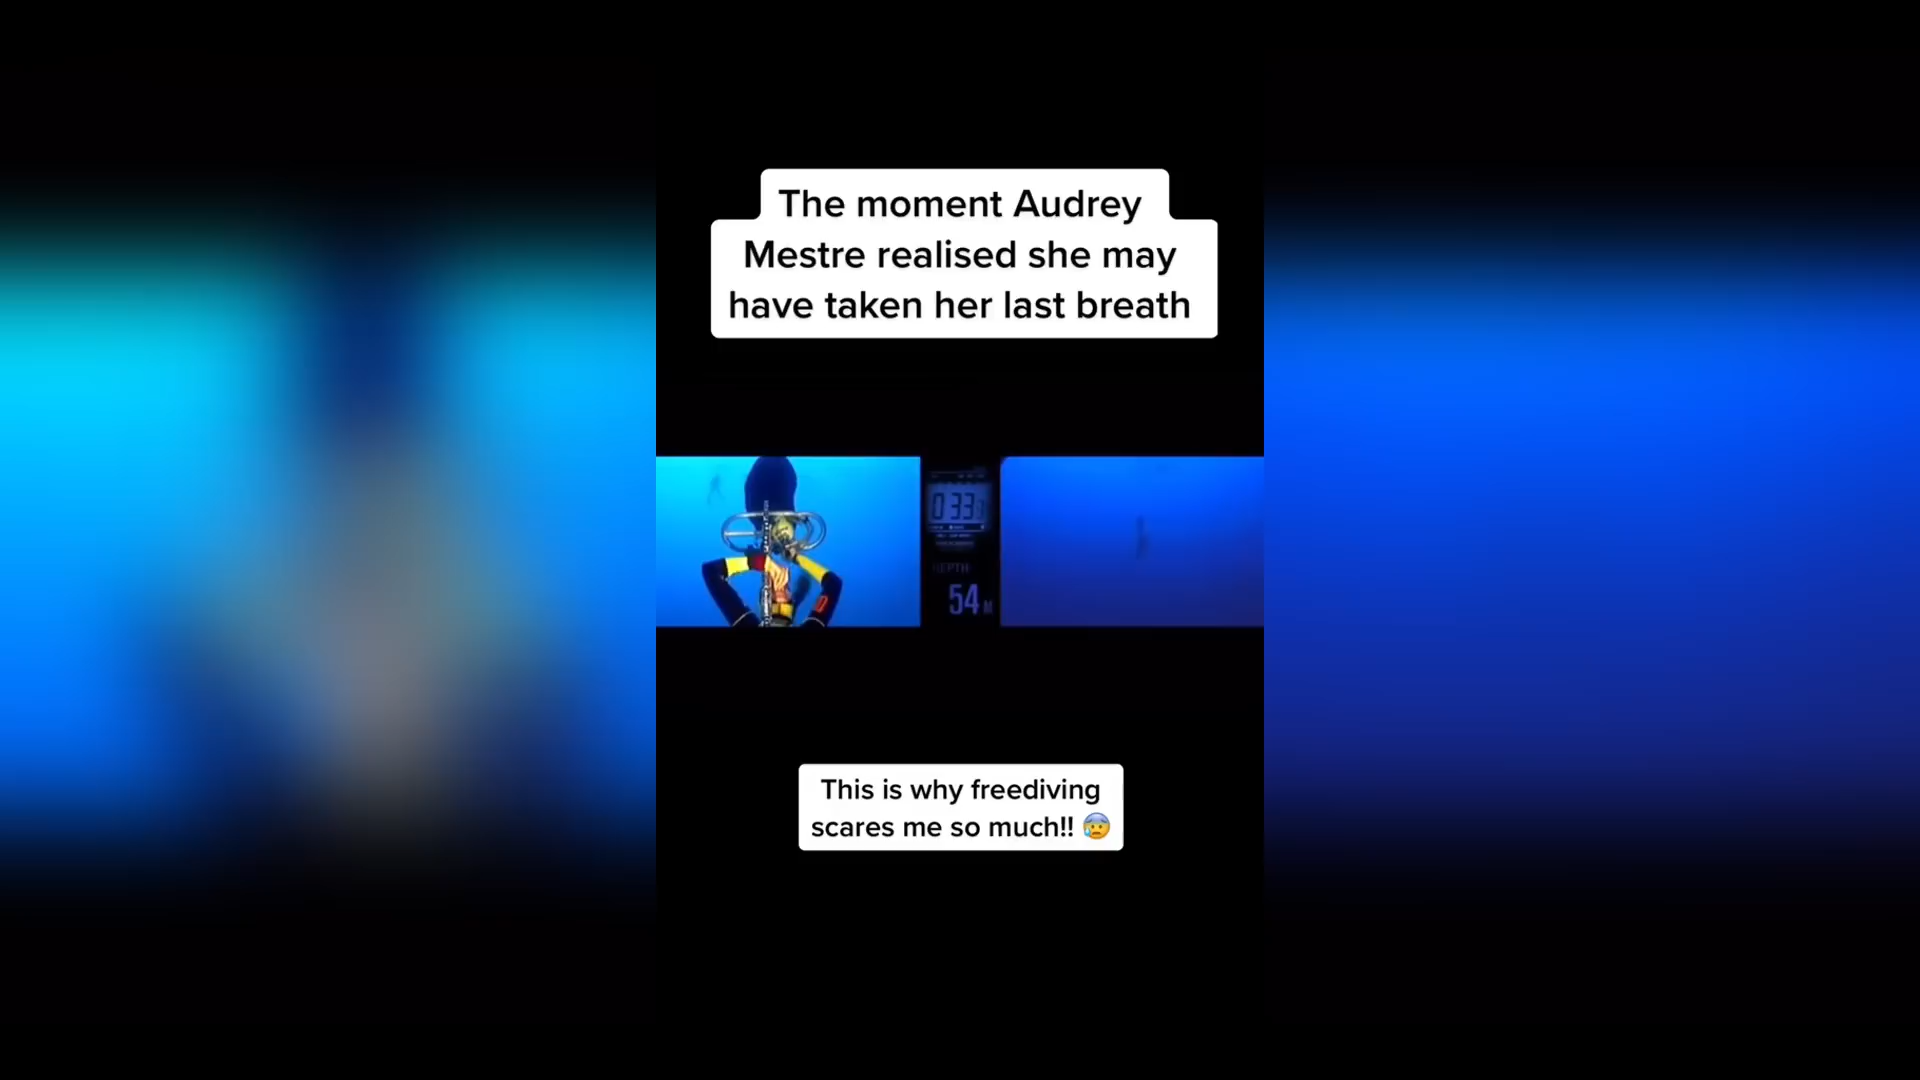 The moment Audrey
Mestre realised she may
have taken her last breath
0 33
DEPTH
54 M
This is why freediving
scares me so much!! 😰